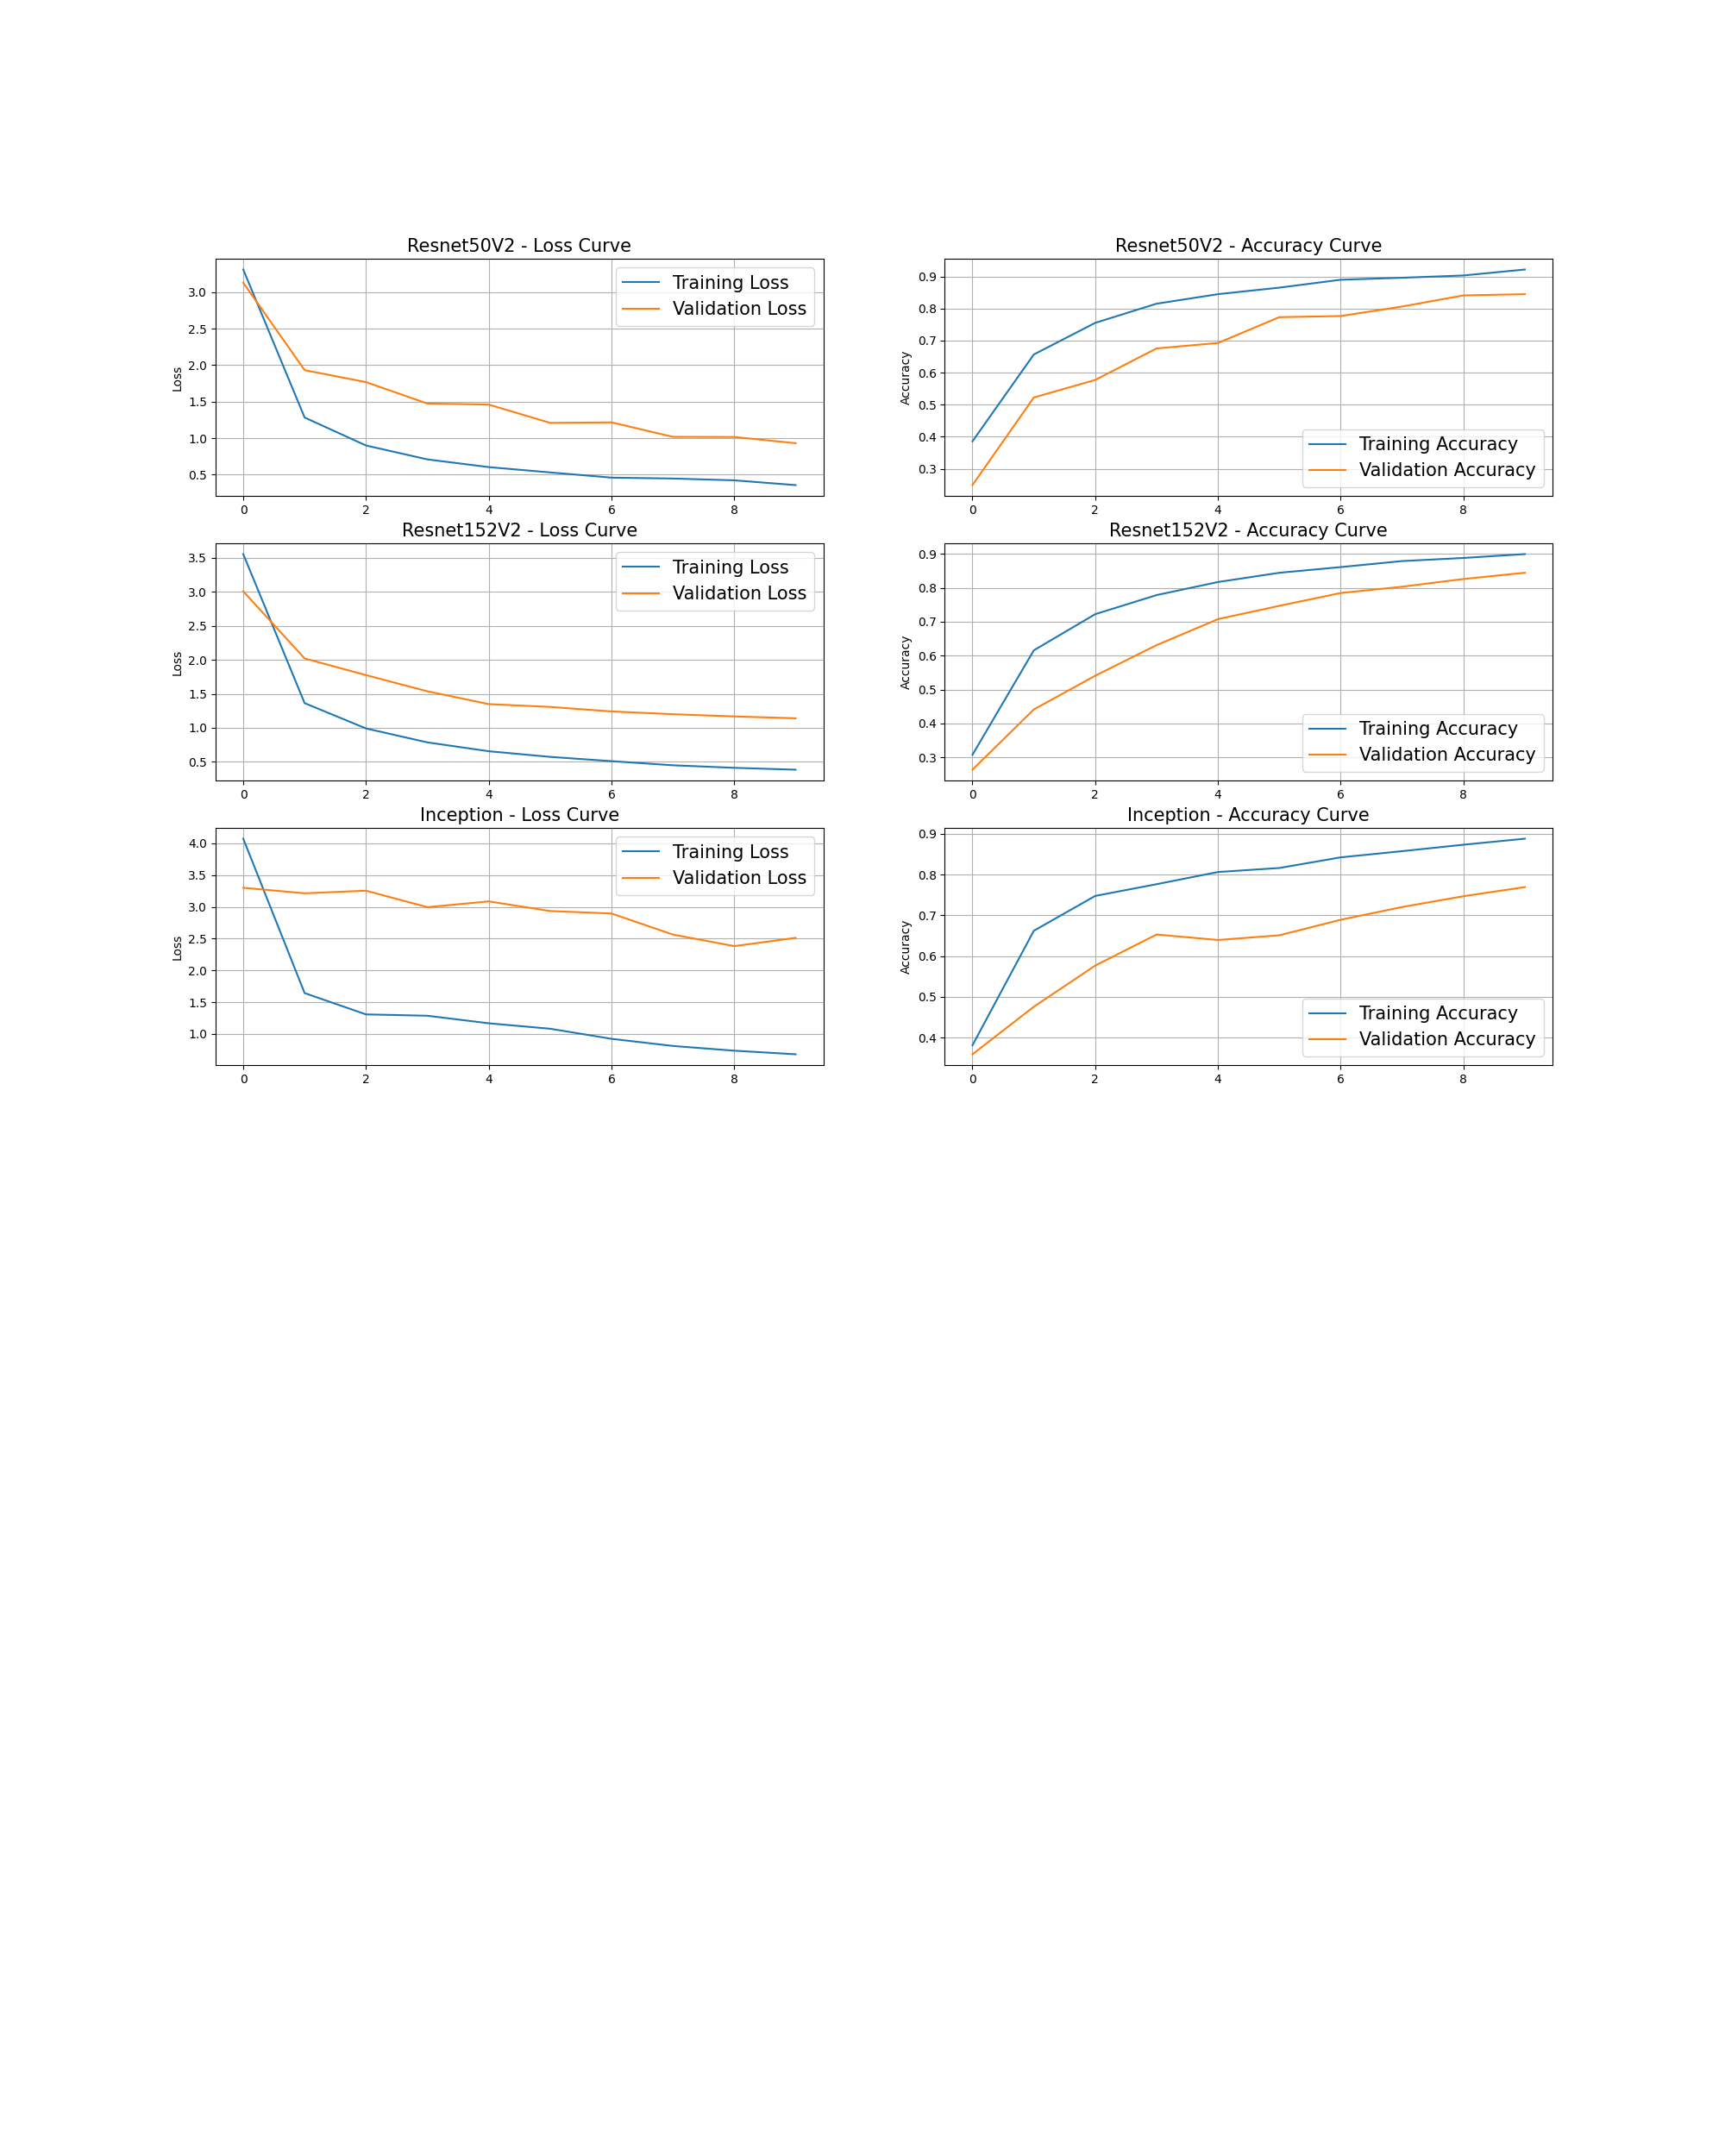 Resnet50V2 - Loss Curve
Loss
3.0
2.5
2.0
1.5
1.0
0.5
Training Loss
Validation Loss
0 2 4 6 8
Resnet50V2 - Accuracy Curve
Accuracy
0.9
0.8
0.7
0.6
0.5
0.4
0.3
Training Accuracy
Validation Accuracy
0 2 4 6 8
Resnet152V2 - Loss Curve
Loss
3.5
3.0
2.5
2.0
1.5
1.0
0.5
Training Loss
Validation Loss
0 2 4 6 8
Resnet152V2 - Accuracy Curve
Accuracy
0.9
0.8
0.7
0.6
0.5
0.4
0.3
Training Accuracy
Validation Accuracy
0 2 4 6 8
Inception - Loss Curve
Loss
4.0
3.5
3.0
2.5
2.0
1.5
1.0
Training Loss
Validation Loss
0 2 4 6 8
Inception - Accuracy Curve
Accuracy
0.9
0.8
0.7
0.6
0.5
0.4
Training Accuracy
Validation Accuracy
0 2 4 6 8